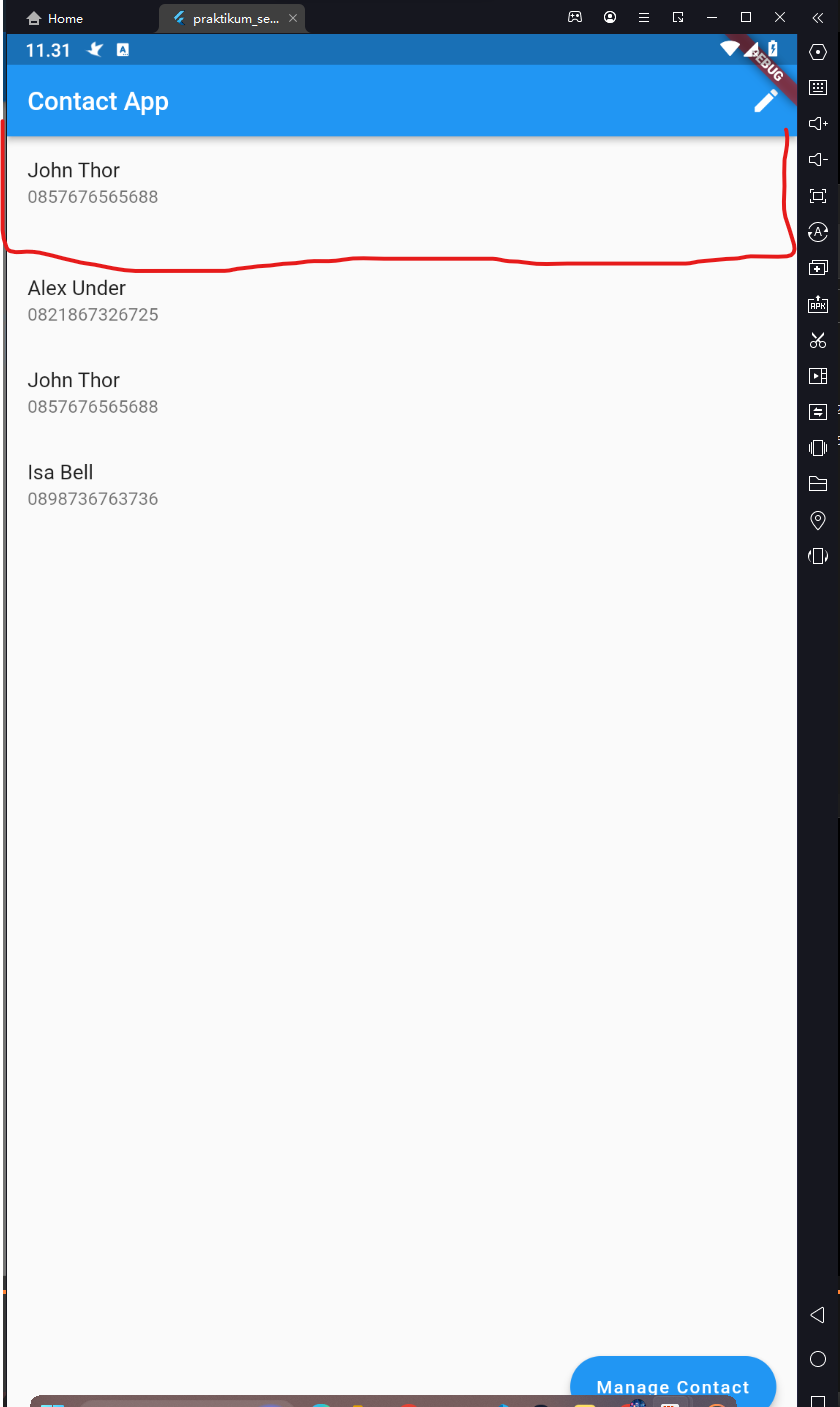 Home
praktikum_se...
11.31
DEBUG
Contact App
John Thor
0857676565688
Alex Under
0821867326725
John Thor
0857676565688
Isa Bell
0898736763736
Manage Contact
A
A
APK